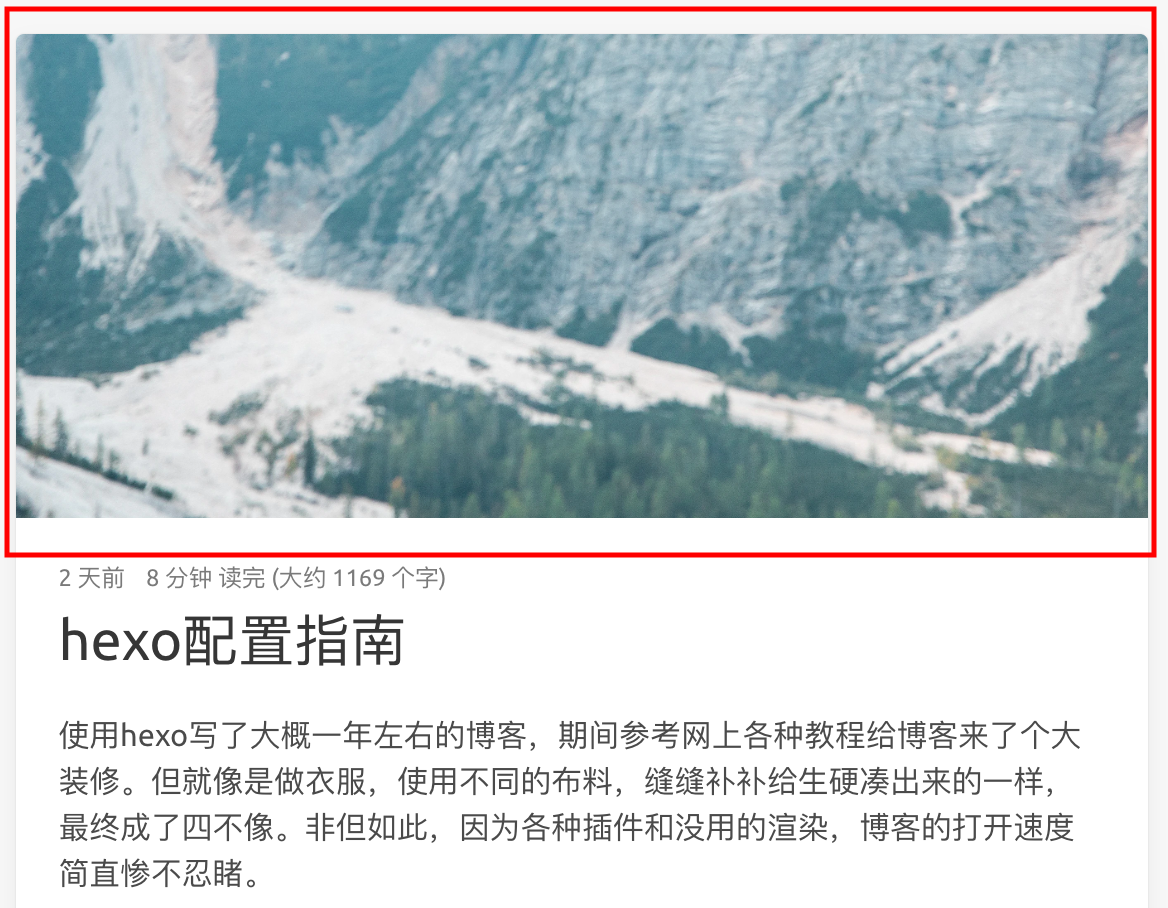 2 天前 8 分钟 读完 (大约 1169 个字)
hexo配置指南
使用hexo写了大概一年左右的博客，期间参考网上各种教程给博客来了个大
装修。但就像是做衣服，使用不同的布料，缝缝补补给生硬凑出来的一样，
最终成了四不像。非但如此，因为各种插件和没用的渲染，博客的打开速度
简直惨不忍睹。